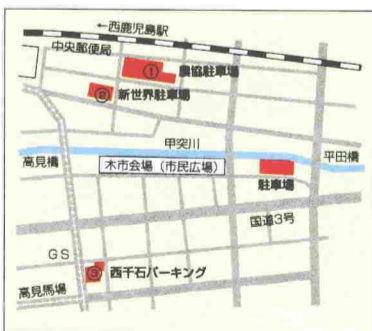 ←西鹿児島駅
中央郵便局
① 農協駐車場
② 新世界駐車場
甲突川
高見橋
木市会場(市民広場)
平田橋
駐車場
国道3号
GS
③ 西千石パーキング
高見馬場